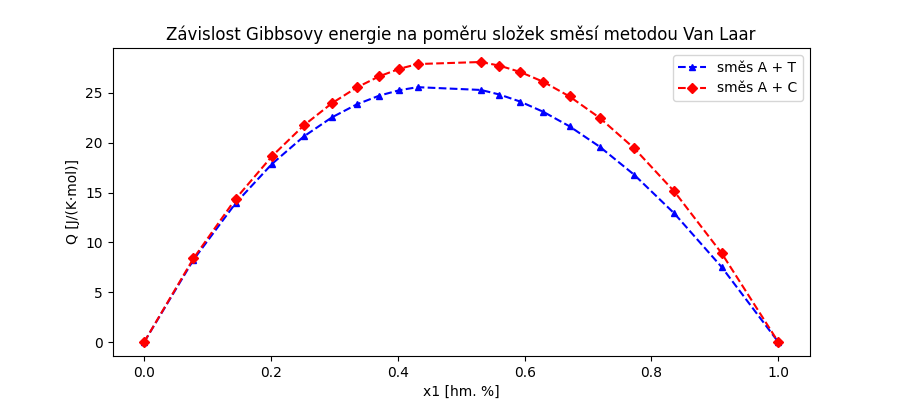 Závislost Gibbsovy energie na poměru složek směsí metodou Van Laar
směs A + T
směs A + C
Q [J/(K·mol)]
25
20
15
10
5
0
0.0 0.2 0.4 0.6 0.8 1.0
x1 [hm. %]